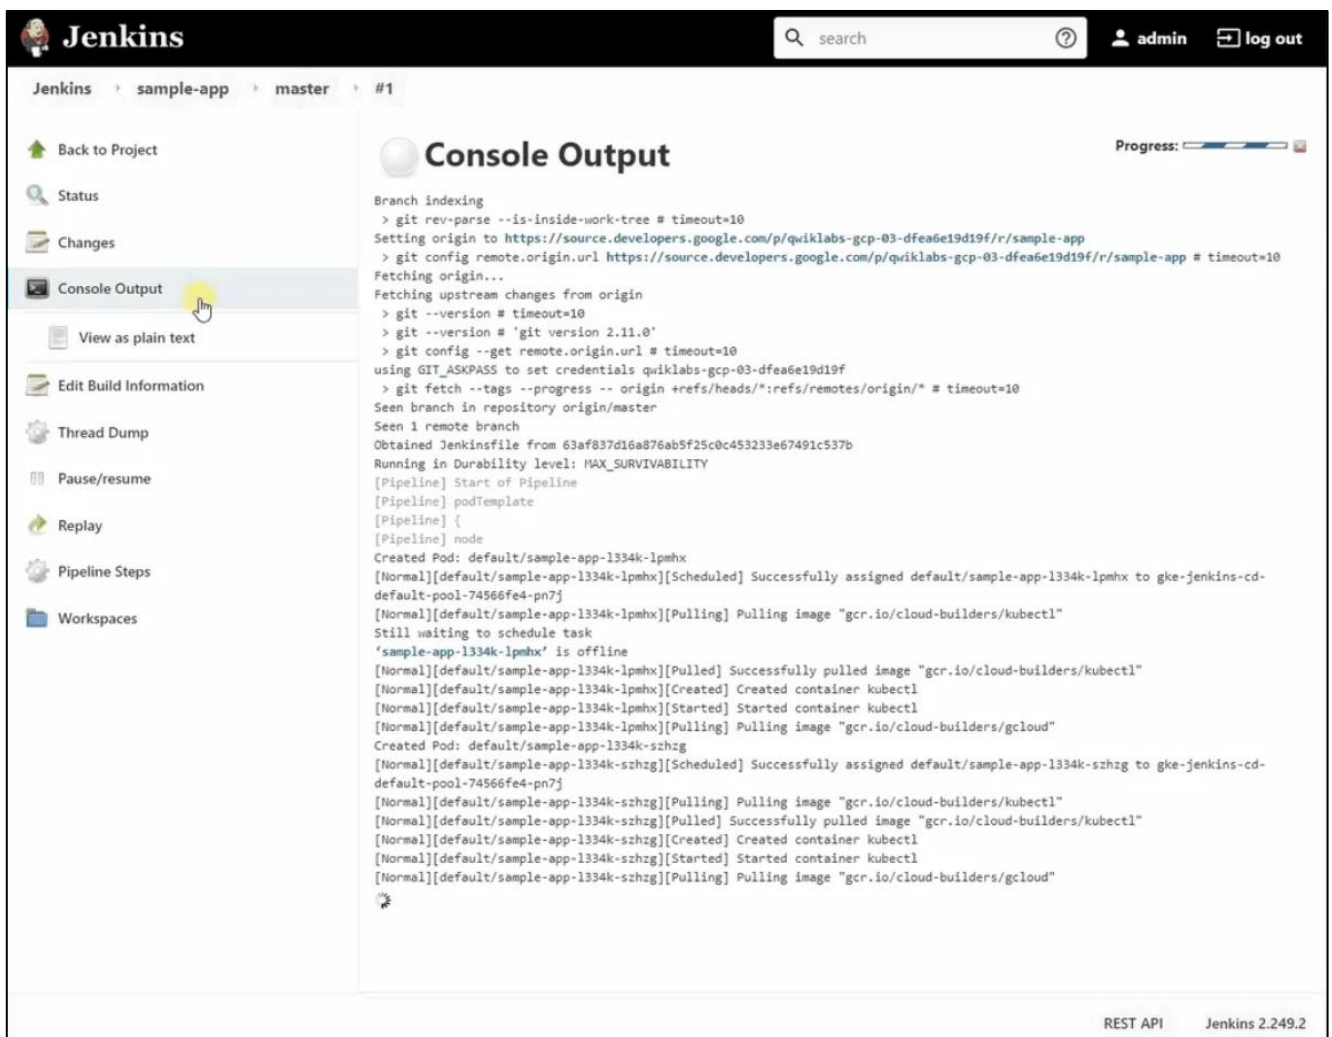 Jenkins
search
admin
log out
Jenkins sample-app master #1
Back to Project
Status
Changes
Console Output
View as plain text
Edit Build Information
Thread Dump
Pause/resume
Replay
Pipeline Steps
Workspaces
Console Output
Progress:
Branch indexing
> git rev-parse --is-inside-work-tree # timeout=10
Setting origin to https://source.developers.google.com/p/qwiklabs-gcp-03-dfea6e19d19f/r/sample-app
> git config remote.origin.url https://source.developers.google.com/p/qwiklabs-gcp-03-dfea6e19d19f/r/sample-app # timeout=10
Fetching origin...
Fetching upstream changes from origin
> git --version # timeout=10
> git --version # 'git version 2.11.0'
> git config --get remote.origin.url # timeout=10
using GIT_ASKPASS to set credentials qwiklabs-gcp-03-dfea6e19d19f
> git fetch --tags --progress -- origin +refs/heads/*:refs/remotes/origin/* # timeout=10
Seen branch in repository origin/master
Seen 1 remote branch
Obtained Jenkinsfile from 63af837d16a876ab5f25c0c453233e67491c537b
Running in Durability level: MAX_SURVIVABILITY
[Pipeline] Start of Pipeline
[Pipeline] podTemplate
[Pipeline] {
[Pipeline] node
Created Pod: default/sample-app-l334k-lpmhx
[Normal][default/sample-app-l334k-lpmhx][Scheduled] Successfully assigned default/sample-app-l334k-lpmhx to gke-jenkins-cd-
default-pool-74566fe4-pn7j
[Normal][default/sample-app-l334k-lpmhx][Pulling] Pulling image "gcr.io/cloud-builders/kubectl"
Still waiting to schedule task
‘sample-app-l334k-lpmhx’ is offline
[Normal][default/sample-app-l334k-lpmhx][Pulled] Successfully pulled image "gcr.io/cloud-builders/kubectl"
[Normal][default/sample-app-l334k-lpmhx][Created] Created container kubectl
[Normal][default/sample-app-l334k-lpmhx][Started] Started container kubectl
[Normal][default/sample-app-l334k-lpmhx][Pulling] Pulling image "gcr.io/cloud-builders/gcloud"
Created Pod: default/sample-app-l334k-szhzg
[Normal][default/sample-app-l334k-szhzg][Scheduled] Successfully assigned default/sample-app-l334k-szhzg to gke-jenkins-cd-
default-pool-74566fe4-pn7j
[Normal][default/sample-app-l334k-szhzg][Pulling] Pulling image "gcr.io/cloud-builders/kubectl"
[Normal][default/sample-app-l334k-szhzg][Pulled] Successfully pulled image "gcr.io/cloud-builders/kubectl"
[Normal][default/sample-app-l334k-szhzg][Created] Created container kubectl
[Normal][default/sample-app-l334k-szhzg][Started] Started container kubectl
[Normal][default/sample-app-l334k-szhzg][Pulling] Pulling image "gcr.io/cloud-builders/gcloud"
REST API Jenkins 2.249.2